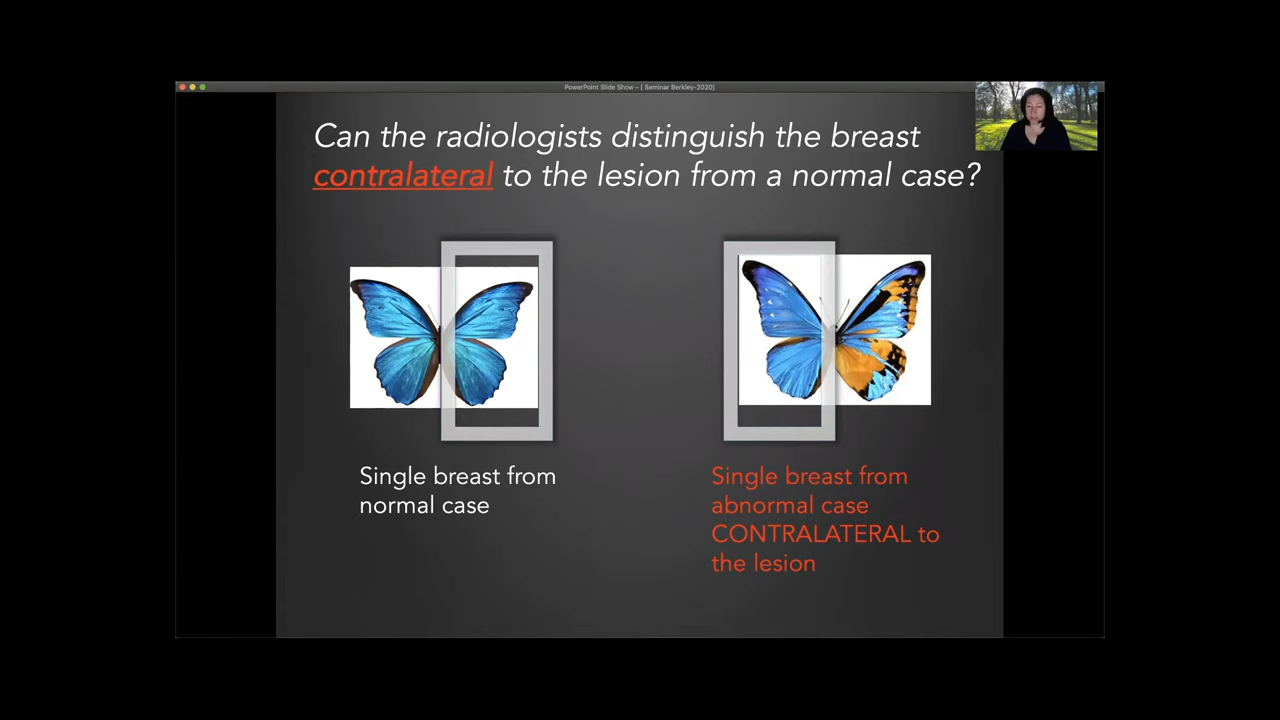 PowerPoint Slide Show - [ Seminar Berkley-2020]
Can the radiologists distinguish the breast
contralateral to the lesion from a normal case?
Single breast from
normal case
Single breast from
abnormal case
CONTRALATERAL to
the lesion